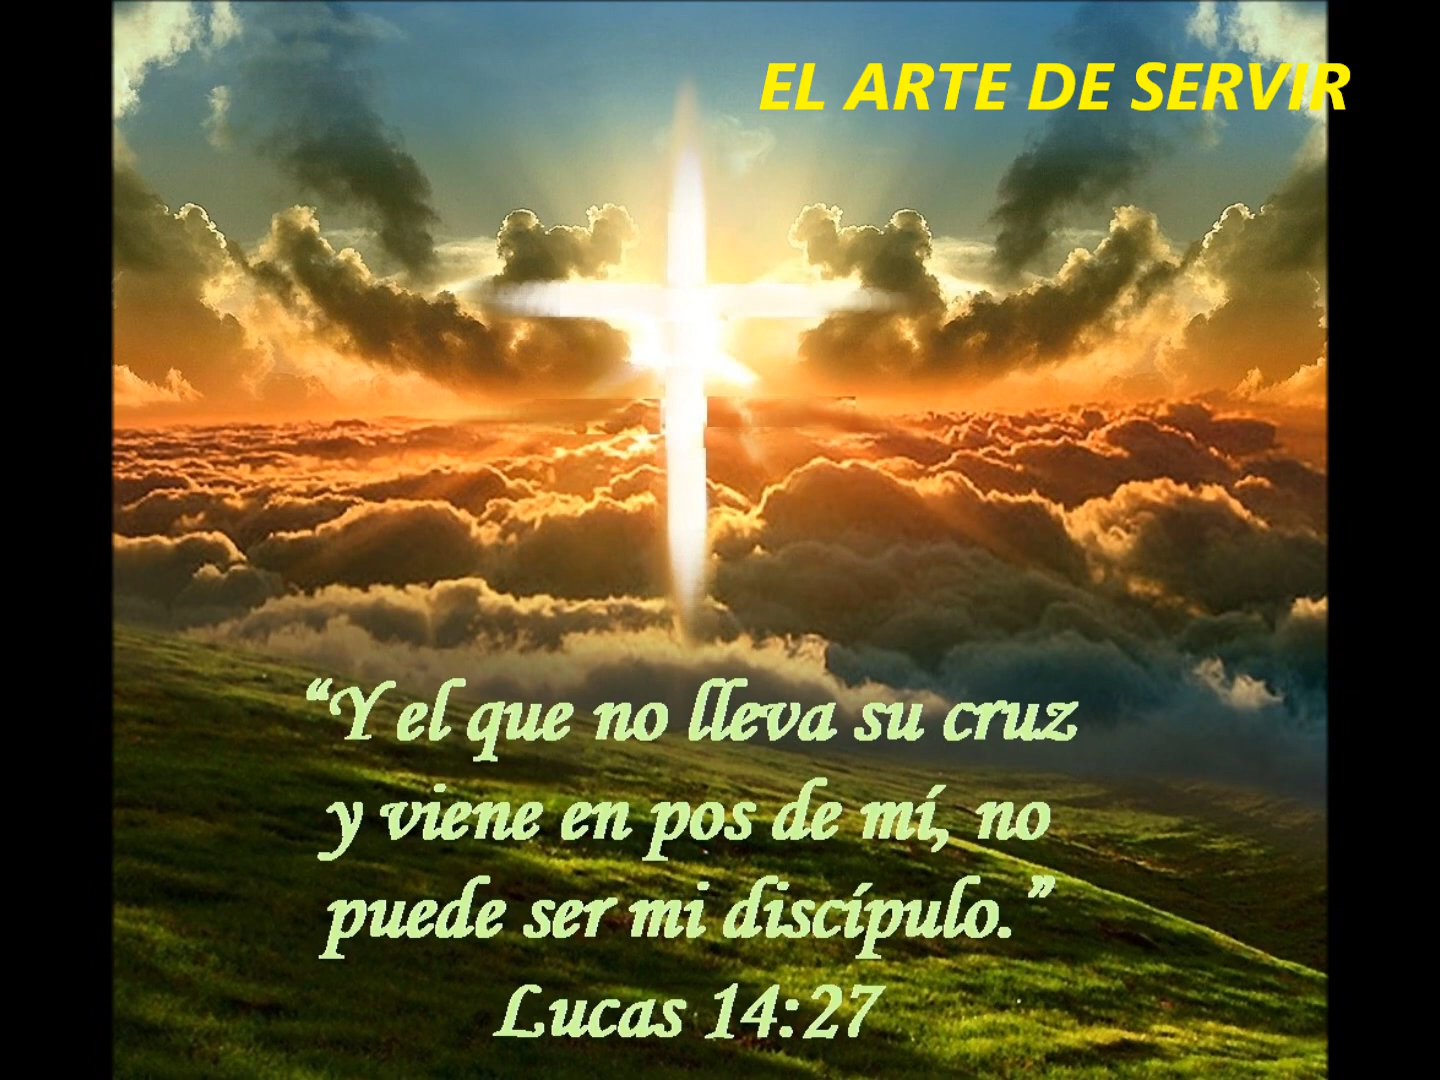 EL ARTE DE SERVIR
“Y el que no lleva su cruz
y viene en pos de mí, no
puede ser mi discípulo.”
Lucas 14:27